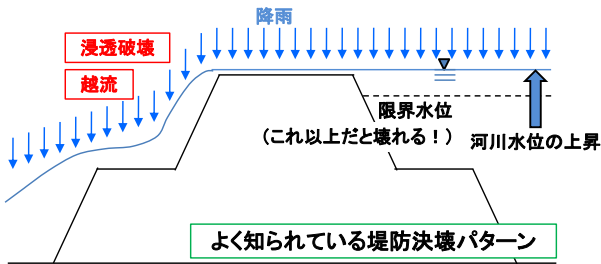 降雨
浸透破壊
越流
限界水位
（これ以上だと壊れる！）
河川水位の上昇
よく知られている堤防決壊パターン